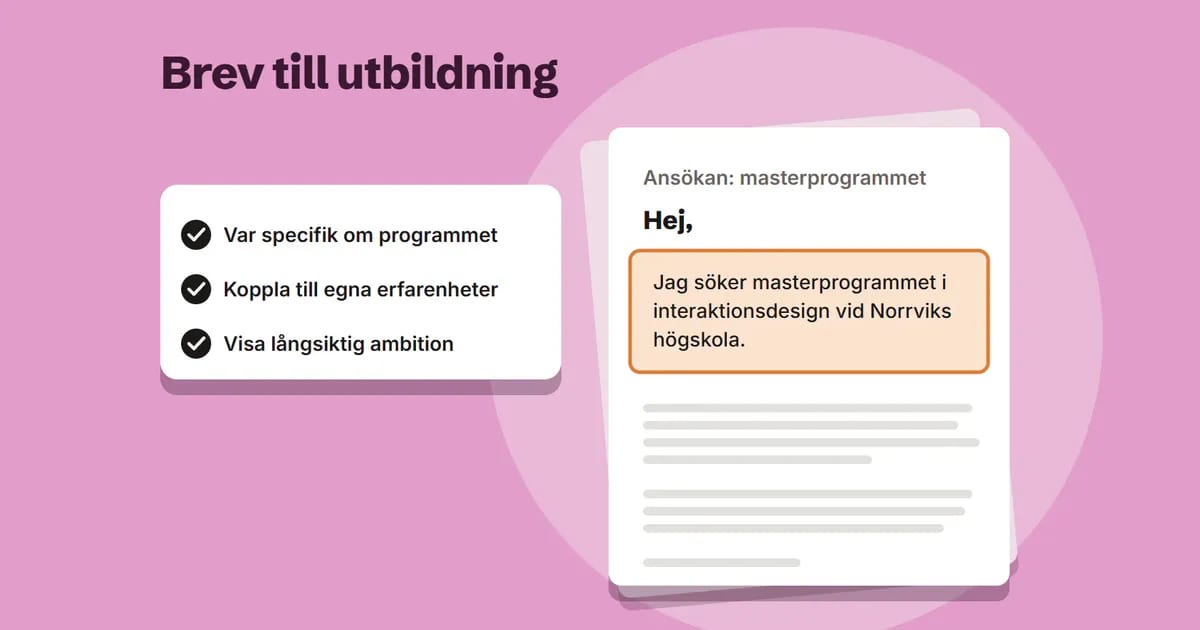 Brev till utbildning
Var specifik om programmet
Koppla till egna erfarenheter
Visa långsiktig ambition
Ansökan: masterprogrammet
Hej,
Jag söker masterprogrammet i
interaktionsdesign vid Norrviks
högskola.